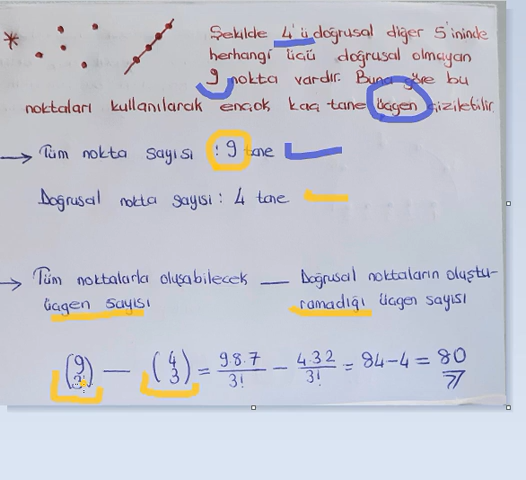 * Şekilde 4'ü doğrusal diğer 5'ininde
herhangi üçü doğrusal olmayan
9 nokta vardır. Buna göre bu
noktaları kullanılarak ençok kaç tane üçgen çizilebilir.
→ Tüm nokta sayısı : 9 tane
Doğrusal nokta sayısı : 4 tane
→ Tüm noktalarla oluşabilecek — Doğrusal noktaların oluştu-
üçgen sayısı ramadığı üçgen sayısı
(9 3) — (4 3) = 9.8.7/3! − 4.3.2/3! = 84−4 = 80